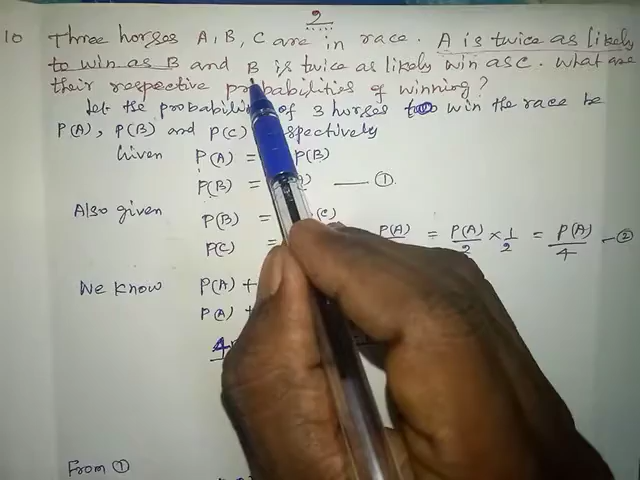 2
10 Three horses A, B, C are in race. A is twice as likely
to win as B and B is twice as likely win as C. What are
their respective probabilities of winning?
let the of 3 horses to win the race be
P(A), P(B) and P(C)
Given P(A) = P(B)
P(B) = — ①
Also given P(B) = (C)
P(C) = P(A) = P(A)/2 × 1/2 = P(A)/4 — ②
We know P(A) +
P(A) +
4
From ①